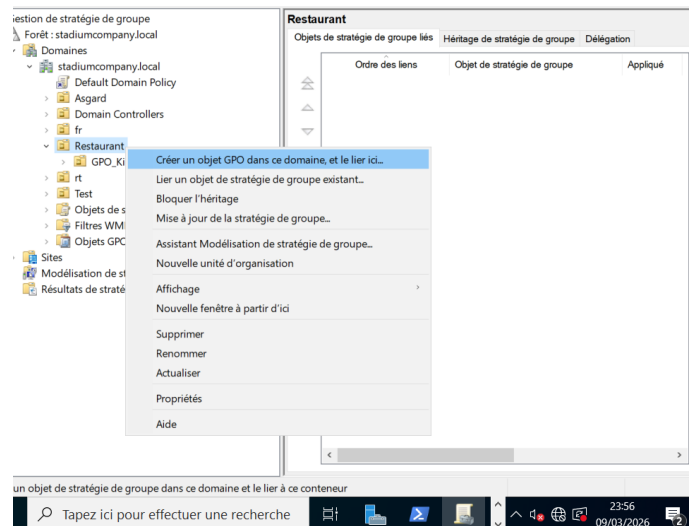 Gestion de stratégie de groupe
Forêt : stadiumcompany.local
Domaines
stadiumcompany.local
Default Domain Policy
Asgard
Domain Controllers
fr
Restaurant
GPO_Ki
rt
Test
Objets de s
Filtres WMI
Objets GPC
Sites
Modélisation de st
Résultats de straté
Créer un objet GPO dans ce domaine, et le lier ici...
Lier un objet de stratégie de groupe existant...
Bloquer l'héritage
Mise à jour de la stratégie de groupe...
Assistant Modélisation de stratégie de groupe...
Nouvelle unité d'organisation
Affichage
Nouvelle fenêtre à partir d'ici
Supprimer
Renommer
Actualiser
Propriétés
Aide
Restaurant
Objets de stratégie de groupe liés Héritage de stratégie de groupe Délégation
Ordre des liens Objet de stratégie de groupe Appliqué
un objet de stratégie de groupe dans ce domaine et le lier à ce conteneur
Tapez ici pour effectuer une recherche
23:56
09/03/2026
2